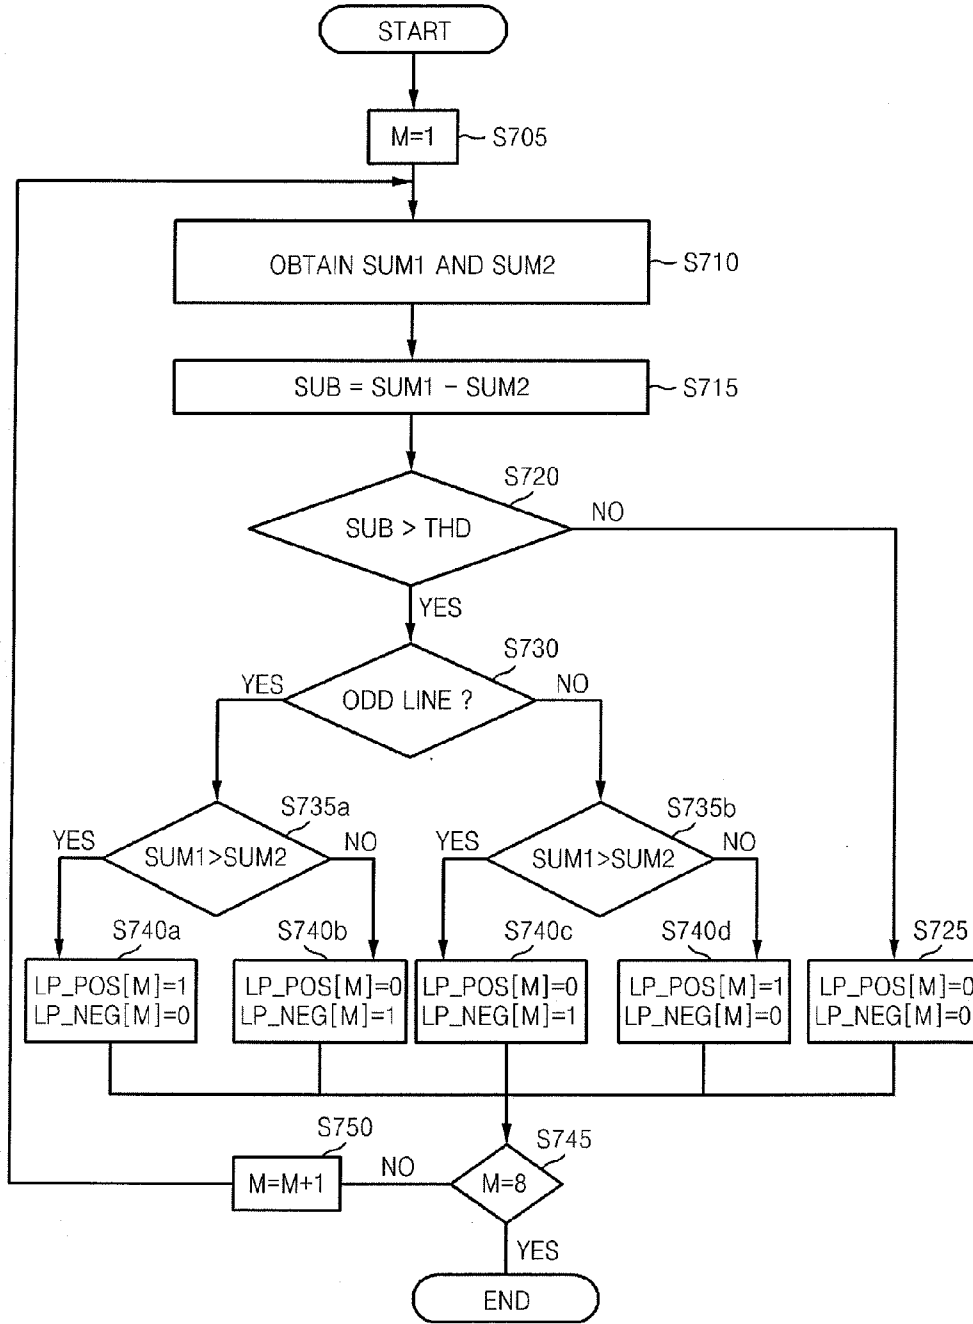 START
M=1
S705
OBTAIN SUM1 AND SUM2
S710
SUB = SUM1 - SUM2
S715
S720
SUB > THD
NO
YES
S730
YES
ODD LINE ?
NO
S735a
S735b
YES
SUM1>SUM2
NO
YES
SUM1>SUM2
NO
S740a
S740b
S740c
S740d
S725
LP_POS[M]=1
LP_NEG[M]=0
LP_POS[M]=0
LP_NEG[M]=1
LP_POS[M]=0
LP_NEG[M]=1
LP_POS[M]=1
LP_NEG[M]=0
LP_POS[M]=0
LP_NEG[M]=0
S750
S745
M=M+1
NO
M=8
YES
END